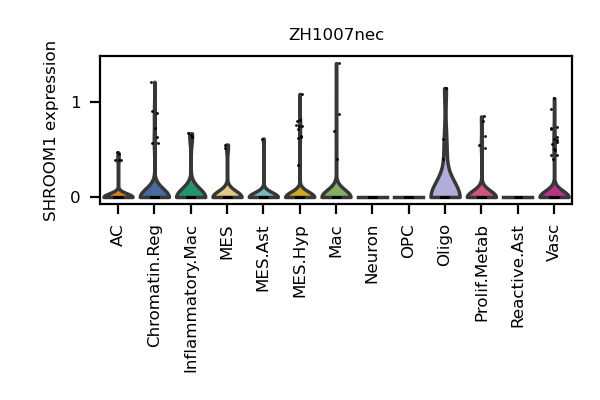 ZH1007nec
SHROOM1 expression
1
0
AC
Chromatin.Reg
Inflammatory.Mac
MES
MES.Ast
MES.Hyp
Mac
Neuron
OPC
Oligo
Prolif.Metab
Reactive.Ast
Vasc